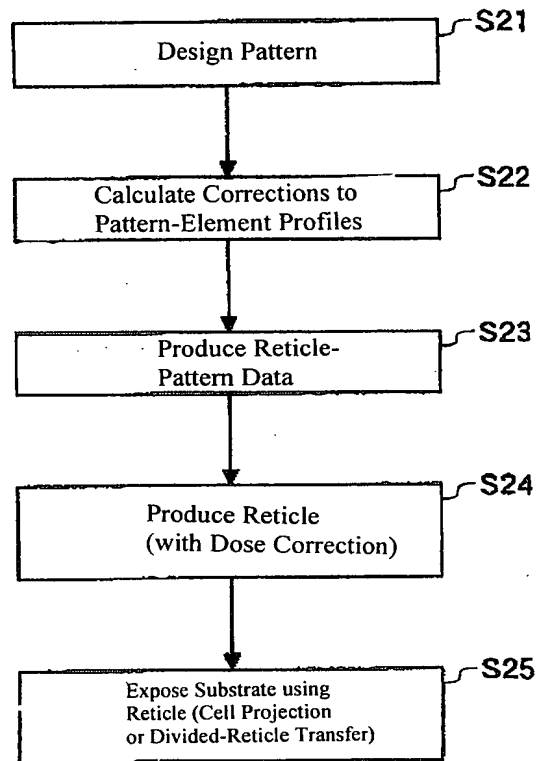 S21
Design Pattern
S22
Calculate Corrections to
Pattern-Element Profiles
S23
Produce Reticle-
Pattern Data
S24
Produce Reticle
(with Dose Correction)
S25
Expose Substrate using
Reticle (Cell Projection
or Divided-Reticle Transfer)